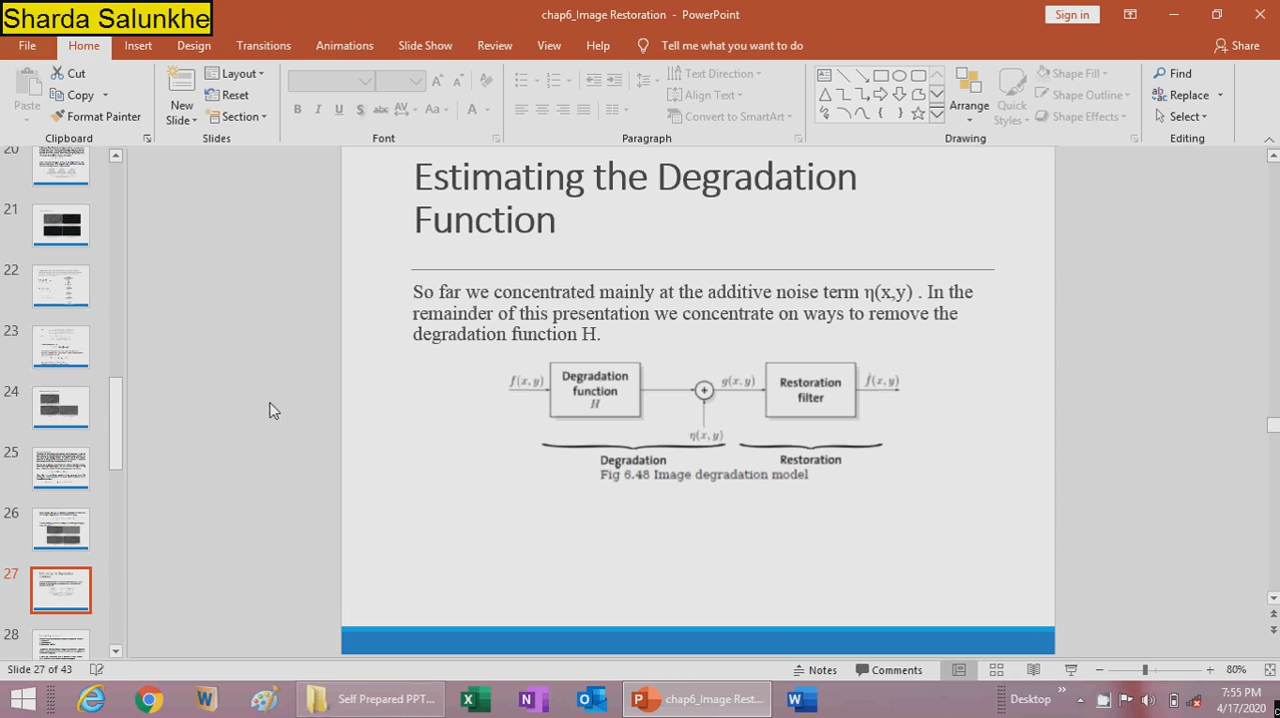 Sharda Salunkhe
chap6_Image Restoration - PowerPoint
Sign in
File Home Insert Design Transitions Animations Slide Show Review View Help Tell me what you want to do Share
Paste
Cut
Copy
Format Painter
Clipboard
New
Slide
Layout
Reset
Section
Slides
B I U S abc AV Aa A
Font
Text Direction
Align Text
Convert to SmartArt
Paragraph
Arrange
Quick
Styles
Shape Fill
Shape Outline
Shape Effects
Drawing
Find
Replace
Select
Editing
20
21
22
23
24
25
26
27
28
Estimating the Degradation
Function
So far we concentrated mainly at the additive noise term η(x,y) . In the
remainder of this presentation we concentrate on ways to remove the
degradation function H.
f(x, y)
Degradation
function
H
+
η(x, y)
g(x, y)
Restoration
filter
f̂(x, y)
Degradation
Restoration
Fig 6.48 Image degradation model
Slide 27 of 43
Notes
Comments
80%
Self Prepared PPT...
chap6_Image Rest...
Desktop
7:55 PM
4/17/2020